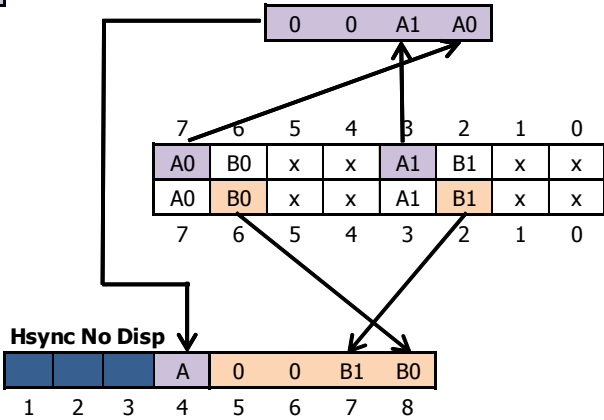 0 0 A1 A0
7 6 5 4 3 2 1 0
A0 B0 x x A1 B1 x x
A0 B0 x x A1 B1 x x
7 6 5 4 3 2 1 0
Hsync No Disp
A 0 0 B1 B0
1 2 3 4 5 6 7 8